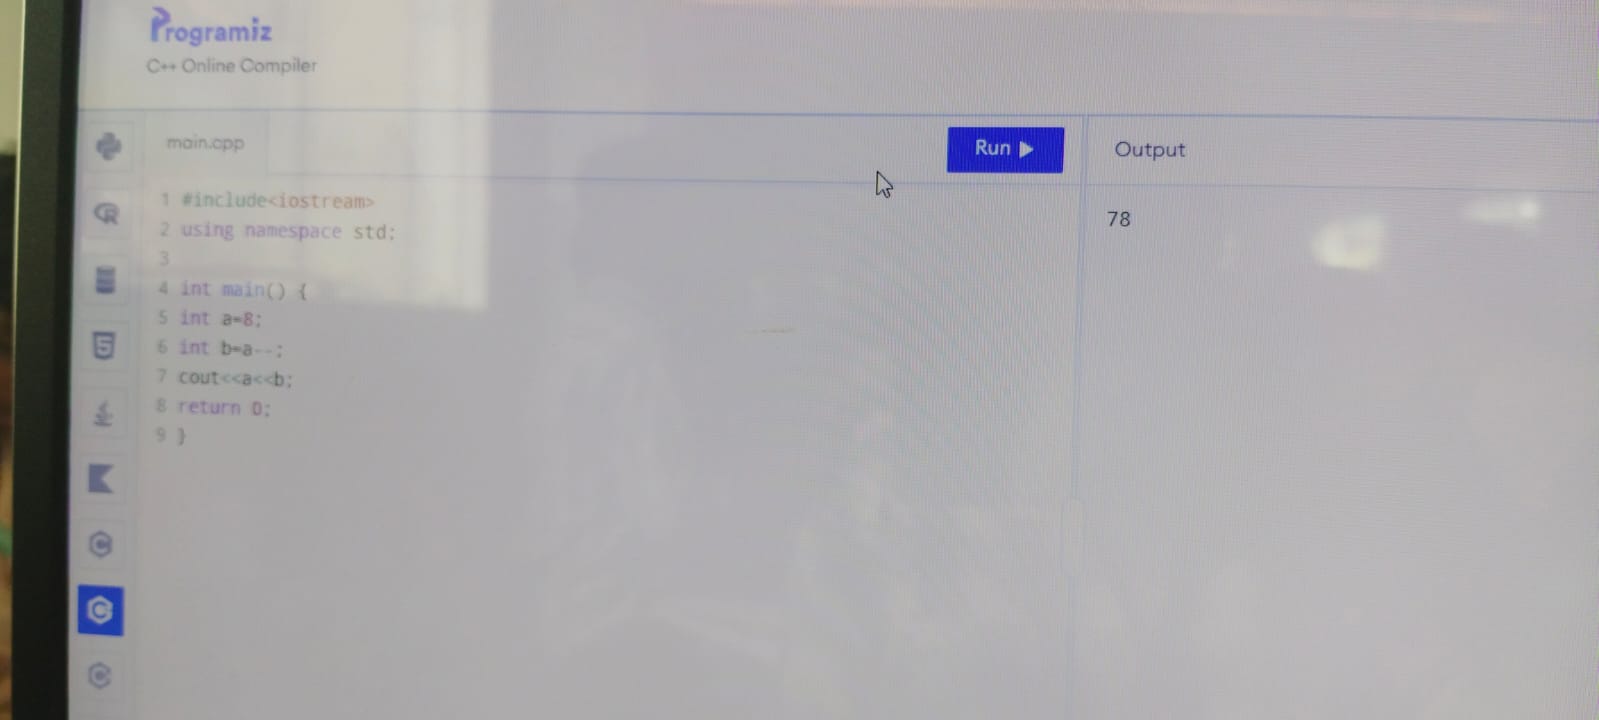 Programiz
C++ Online Compiler
main.cpp
Run
Output
1 #include<iostream>
2 using namespace std;
3
4 int main() {
5 int a=8;
6 int b=a--;
7 cout<<a<<b;
8 return 0;
9 }
78